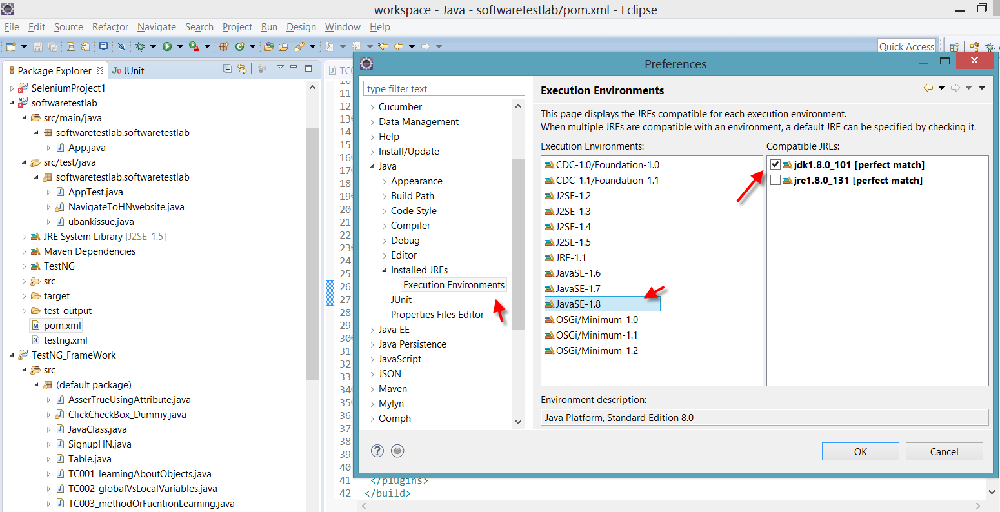 workspace - Java - softwaretestlab/pom.xml - Eclipse
File Edit Source Refactor Navigate Search Project Run Design Window Help
Quick Access
Package Explorer
JUnit
SeleniumProject1
softwaretestlab
src/main/java
softwaretestlab.softwaretestlab
App.java
src/test/java
softwaretestlab.softwaretestlab
AppTest.java
NavigateToHNwebsite.java
ubankissue.java
JRE System Library [J2SE-1.5]
Maven Dependencies
TestNG
src
target
test-output
pom.xml
testng.xml
TestNG_FrameWork
src
(default package)
AsserTrueUsingAttribute.java
ClickCheckBox_Dummy.java
JavaClass.java
SignupHN.java
Table.java
TC001_learningAboutObjects.java
TC002_globalVsLocalVariables.java
TC003_methodOrFucntionLearning.java
10
11
12
13
14
15
16
17
18
19
20
21
22
23
24
25
26
27
28
29
30
31
32
33
34
35
36
37
38
39
40
41 </plugins>
42 </build>
Preferences
type filter text
Cucumber
Data Management
Help
Install/Update
Java
Appearance
Build Path
Code Style
Compiler
Debug
Editor
Installed JREs
Execution Environments
JUnit
Properties Files Editor
Java EE
Java Persistence
JavaScript
JSON
Maven
Mylyn
Oomph
Execution Environments
This page displays the JREs compatible for each execution environment.
When multiple JREs are compatible with an environment, a default JRE can be specified by checking it.
Execution Environments:
CDC-1.0/Foundation-1.0
CDC-1.1/Foundation-1.1
J2SE-1.2
J2SE-1.3
J2SE-1.4
J2SE-1.5
JRE-1.1
JavaSE-1.6
JavaSE-1.7
JavaSE-1.8
OSGi/Minimum-1.0
OSGi/Minimum-1.1
OSGi/Minimum-1.2
Compatible JREs:
jdk1.8.0_101 [perfect match]
jre1.8.0_131 [perfect match]
Environment description:
Java Platform, Standard Edition 8.0
OK
Cancel